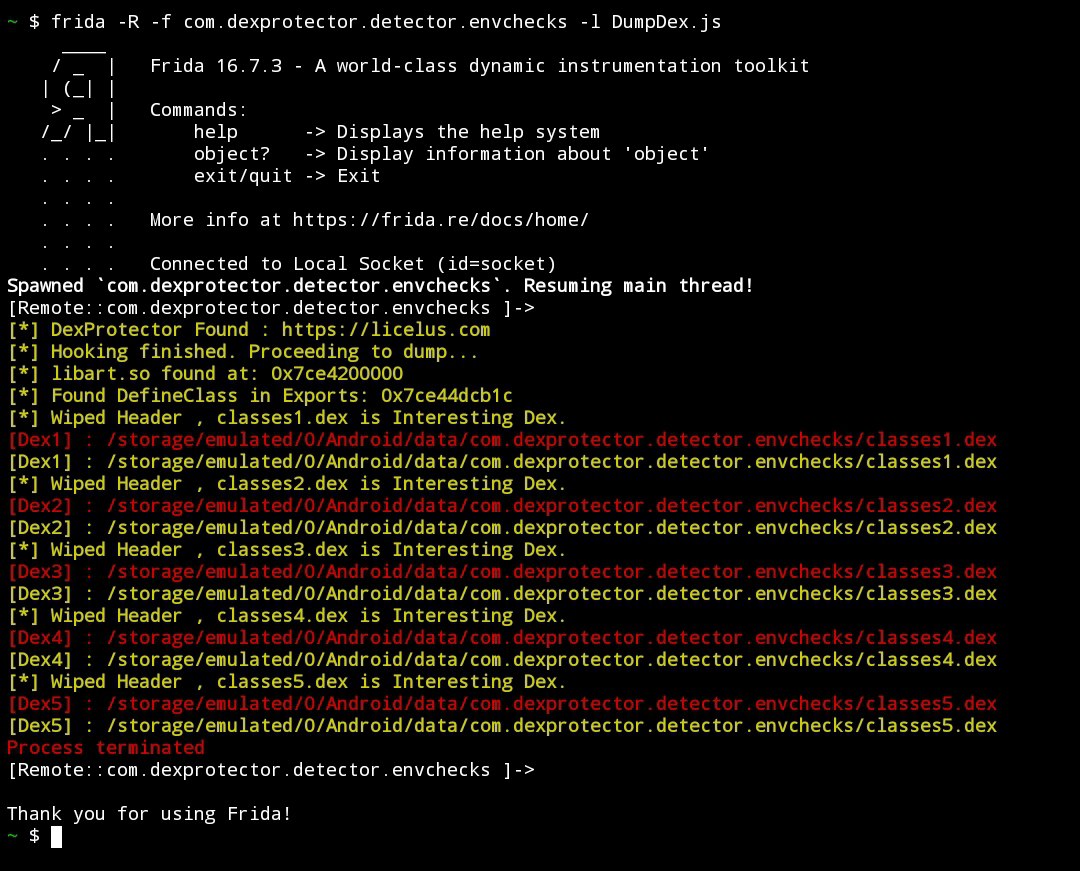 ~ $ frida -R -f com.dexprotector.detector.envchecks -l DumpDex.js
     ____
    / _  |   Frida 16.7.3 - A world-class dynamic instrumentation toolkit
   | (_| |
    > _  |   Commands:
   /_/ |_|       help      -> Displays the help system
   . . . .       object?   -> Display information about 'object'
   . . . .       exit/quit -> Exit
   . . . .
   . . . .   More info at https://frida.re/docs/home/
   . . . .
   . . . .   Connected to Local Socket (id=socket)
Spawned `com.dexprotector.detector.envchecks`. Resuming main thread!
[Remote::com.dexprotector.detector.envchecks ]->
[*] DexProtector Found : https://licelus.com
[*] Hooking finished. Proceeding to dump...
[*] libart.so found at: 0x7ce4200000
[*] Found DefineClass in Exports: 0x7ce44dcb1c
[*] Wiped Header , classes1.dex is Interesting Dex.
[Dex1] : /storage/emulated/0/Android/data/com.dexprotector.detector.envchecks/classes1.dex
[Dex1] : /storage/emulated/0/Android/data/com.dexprotector.detector.envchecks/classes1.dex
[*] Wiped Header , classes2.dex is Interesting Dex.
[Dex2] : /storage/emulated/0/Android/data/com.dexprotector.detector.envchecks/classes2.dex
[Dex2] : /storage/emulated/0/Android/data/com.dexprotector.detector.envchecks/classes2.dex
[*] Wiped Header , classes3.dex is Interesting Dex.
[Dex3] : /storage/emulated/0/Android/data/com.dexprotector.detector.envchecks/classes3.dex
[Dex3] : /storage/emulated/0/Android/data/com.dexprotector.detector.envchecks/classes3.dex
[*] Wiped Header , classes4.dex is Interesting Dex.
[Dex4] : /storage/emulated/0/Android/data/com.dexprotector.detector.envchecks/classes4.dex
[Dex4] : /storage/emulated/0/Android/data/com.dexprotector.detector.envchecks/classes4.dex
[*] Wiped Header , classes5.dex is Interesting Dex.
[Dex5] : /storage/emulated/0/Android/data/com.dexprotector.detector.envchecks/classes5.dex
[Dex5] : /storage/emulated/0/Android/data/com.dexprotector.detector.envchecks/classes5.dex
Process terminated
[Remote::com.dexprotector.detector.envchecks ]->
Thank you for using Frida!
~ $